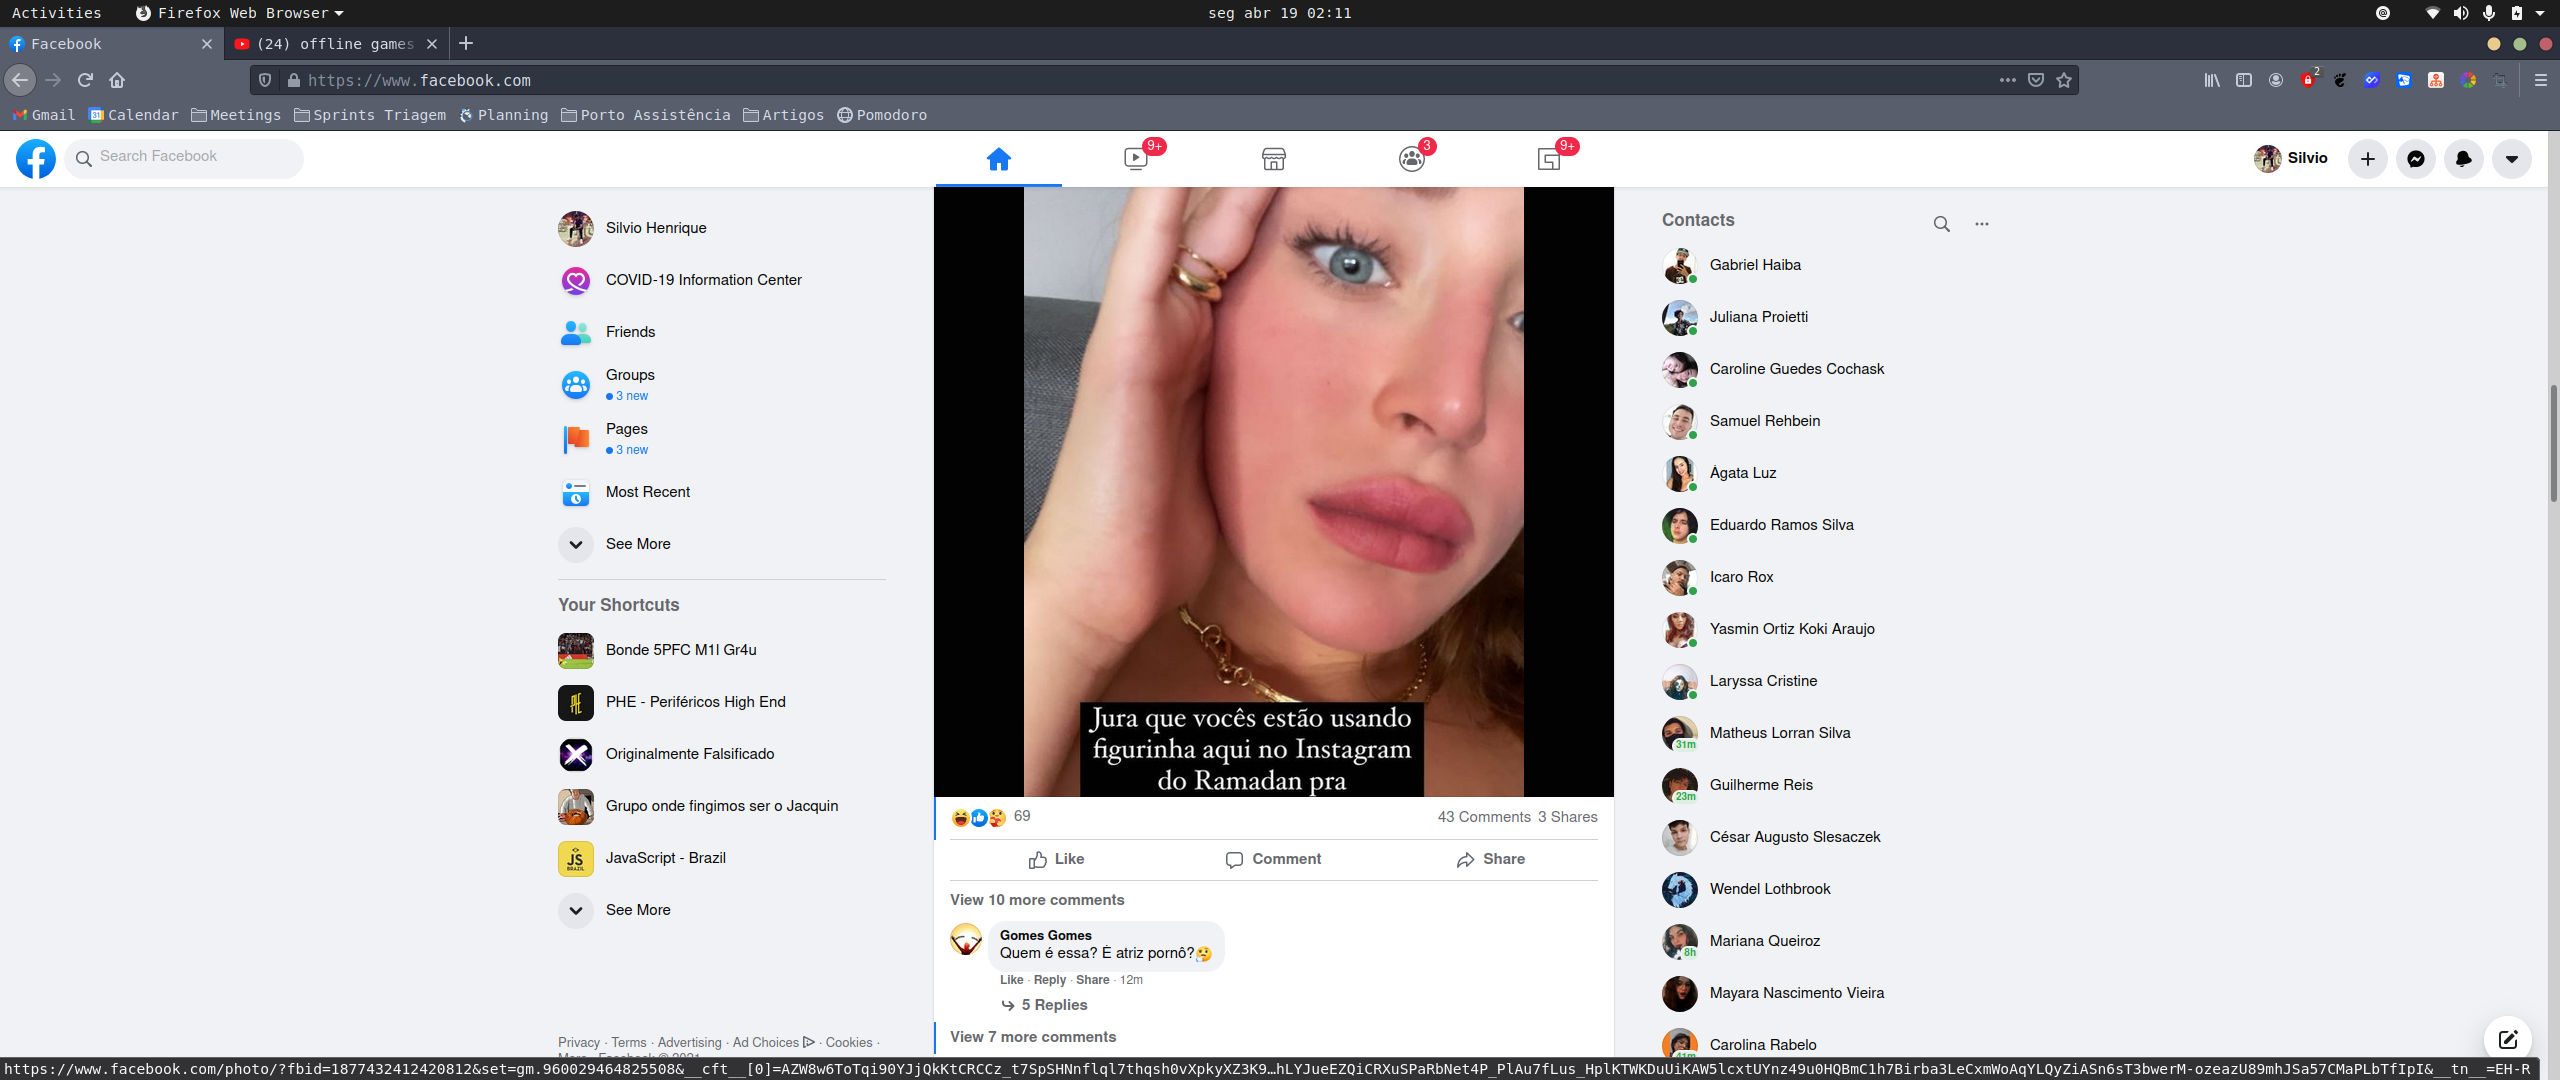 Activities
Firefox Web Browser
seg abr 19 02:11
Facebook
(24) offline games
https://www.facebook.com
2
Gmail
Calendar
Meetings
Sprints Triagem
Planning
Porto Assistência
Artigos
Pomodoro
Search Facebook
9+
3
9+
Silvio
Silvio Henrique
COVID-19 Information Center
Friends
Groups
3 new
Pages
3 new
Most Recent
See More
Your Shortcuts
Bonde 5PFC M1l Gr4u
PHE - Periféricos High End
Originalmente Falsificado
Grupo onde fingimos ser o Jacquin
JS
BRAZIL
JavaScript - Brazil
See More
Privacy · Terms · Advertising · Ad Choices · Cookies ·
Jura que vocês estão usando
figurinha aqui no Instagram
do Ramadan pra
69
43 Comments 3 Shares
Like
Comment
Share
View 10 more comments
Gomes Gomes
Quem é essa? É atriz pornô?🤔
Like · Reply · Share · 12m
5 Replies
View 7 more comments
Contacts
Gabriel Haiba
Juliana Proietti
Caroline Guedes Cochask
Samuel Rehbein
Ágata Luz
Eduardo Ramos Silva
Icaro Rox
Yasmin Ortiz Koki Araujo
Laryssa Cristine
Matheus Lorran Silva
31m
Guilherme Reis
23m
César Augusto Slesaczek
Wendel Lothbrook
Mariana Queiroz
8h
Mayara Nascimento Vieira
Carolina Rabelo
https://www.facebook.com/photo/?fbid=1877432412420812&set=gm.960029464825508&__cft__[0]=AZW8w6ToTqi90YJjQkKtCRCCz_t7SpSHNnflql7thqsh0vXpkyXZ3K9…hLYJueEZQiCRXuSPaRbNet4P_PlAu7fLus_HplKTWKDuUiKAW5lcxtUYnz49u0HQBmC1h7Birba3LeCxmWoAqYLQyZiASn6sT3bwerM-ozeazU89mhJSa57CMaPLbTfIpI&__tn__=EH-R